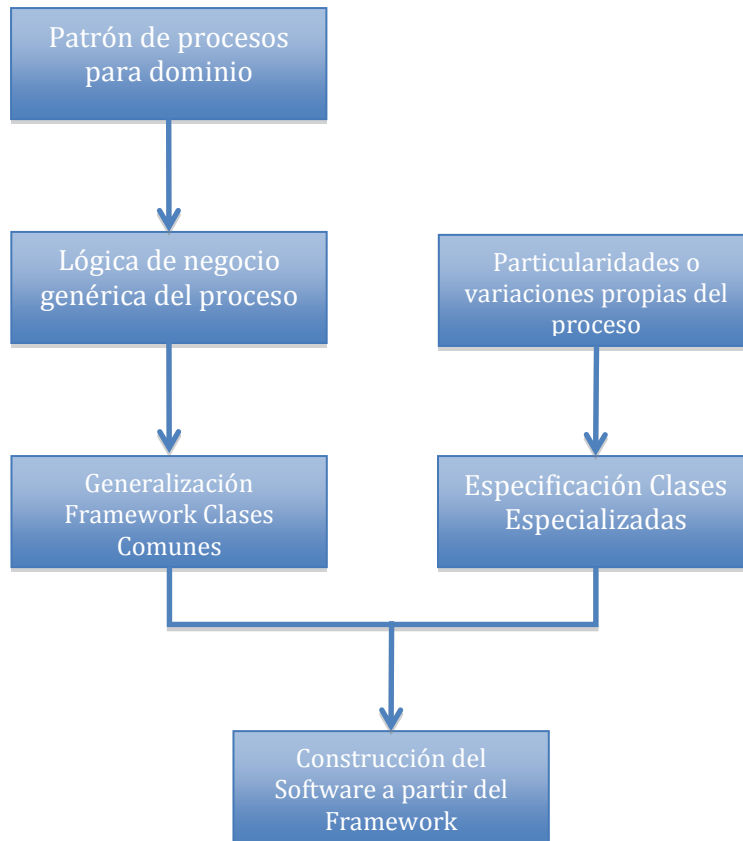 Patrón de procesos
para dominio
Lógica de negocio
genérica del proceso
Particularidades o
variaciones propias del
proceso
Generalización
Framework Clases
Comunes
Especificación Clases
Especializadas
Construcción del
Software a partir del
Framework